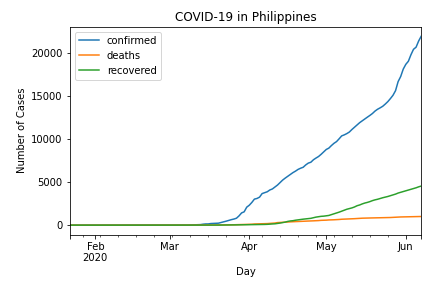 COVID-19 in Philippines
confirmed
deaths
recovered
Number of Cases
20000
15000
10000
5000
0
Feb
2020
Mar
Apr
May
Jun
Day